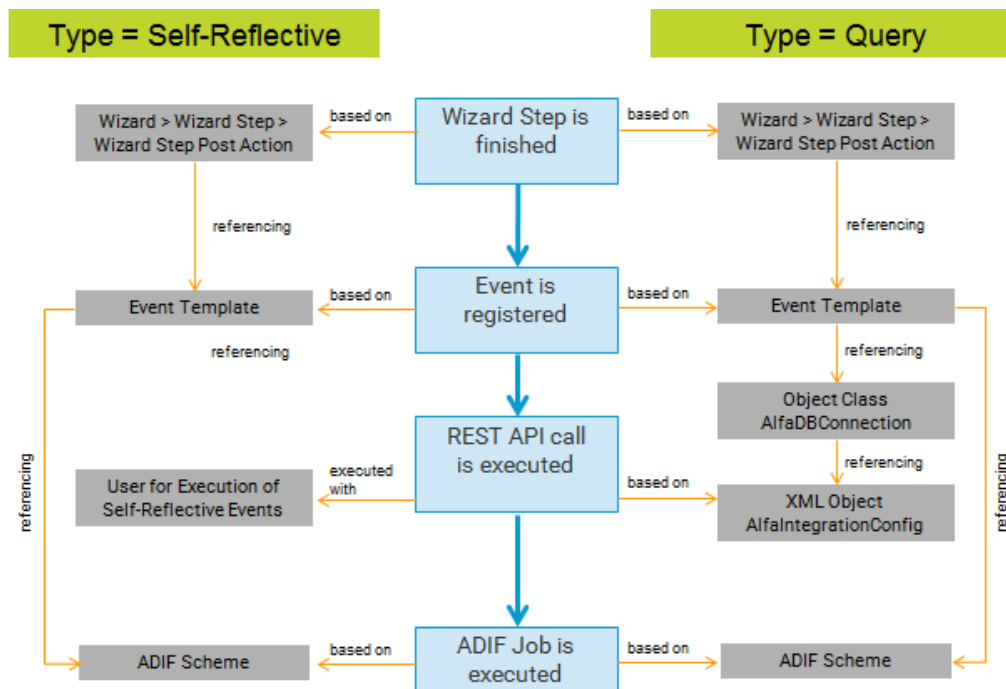 Type = Self-Reflective
Type = Query
Wizard > Wizard Step >
Wizard Step Post Action
based on
Wizard Step is
finished
based on
Wizard > Wizard Step >
Wizard Step Post Action
referencing
referencing
Event Template
based on
Event is
registered
based on
Event Template
referencing
referencing
Object Class
AlfaDBConnection
referencing
User for Execution of
Self-Reflective Events
executed
with
REST API call
is executed
based on
XML Object
AlfaIntegrationConfig
referencing
referencing
ADIF Scheme
based on
ADIF Job is
executed
based on
ADIF Scheme